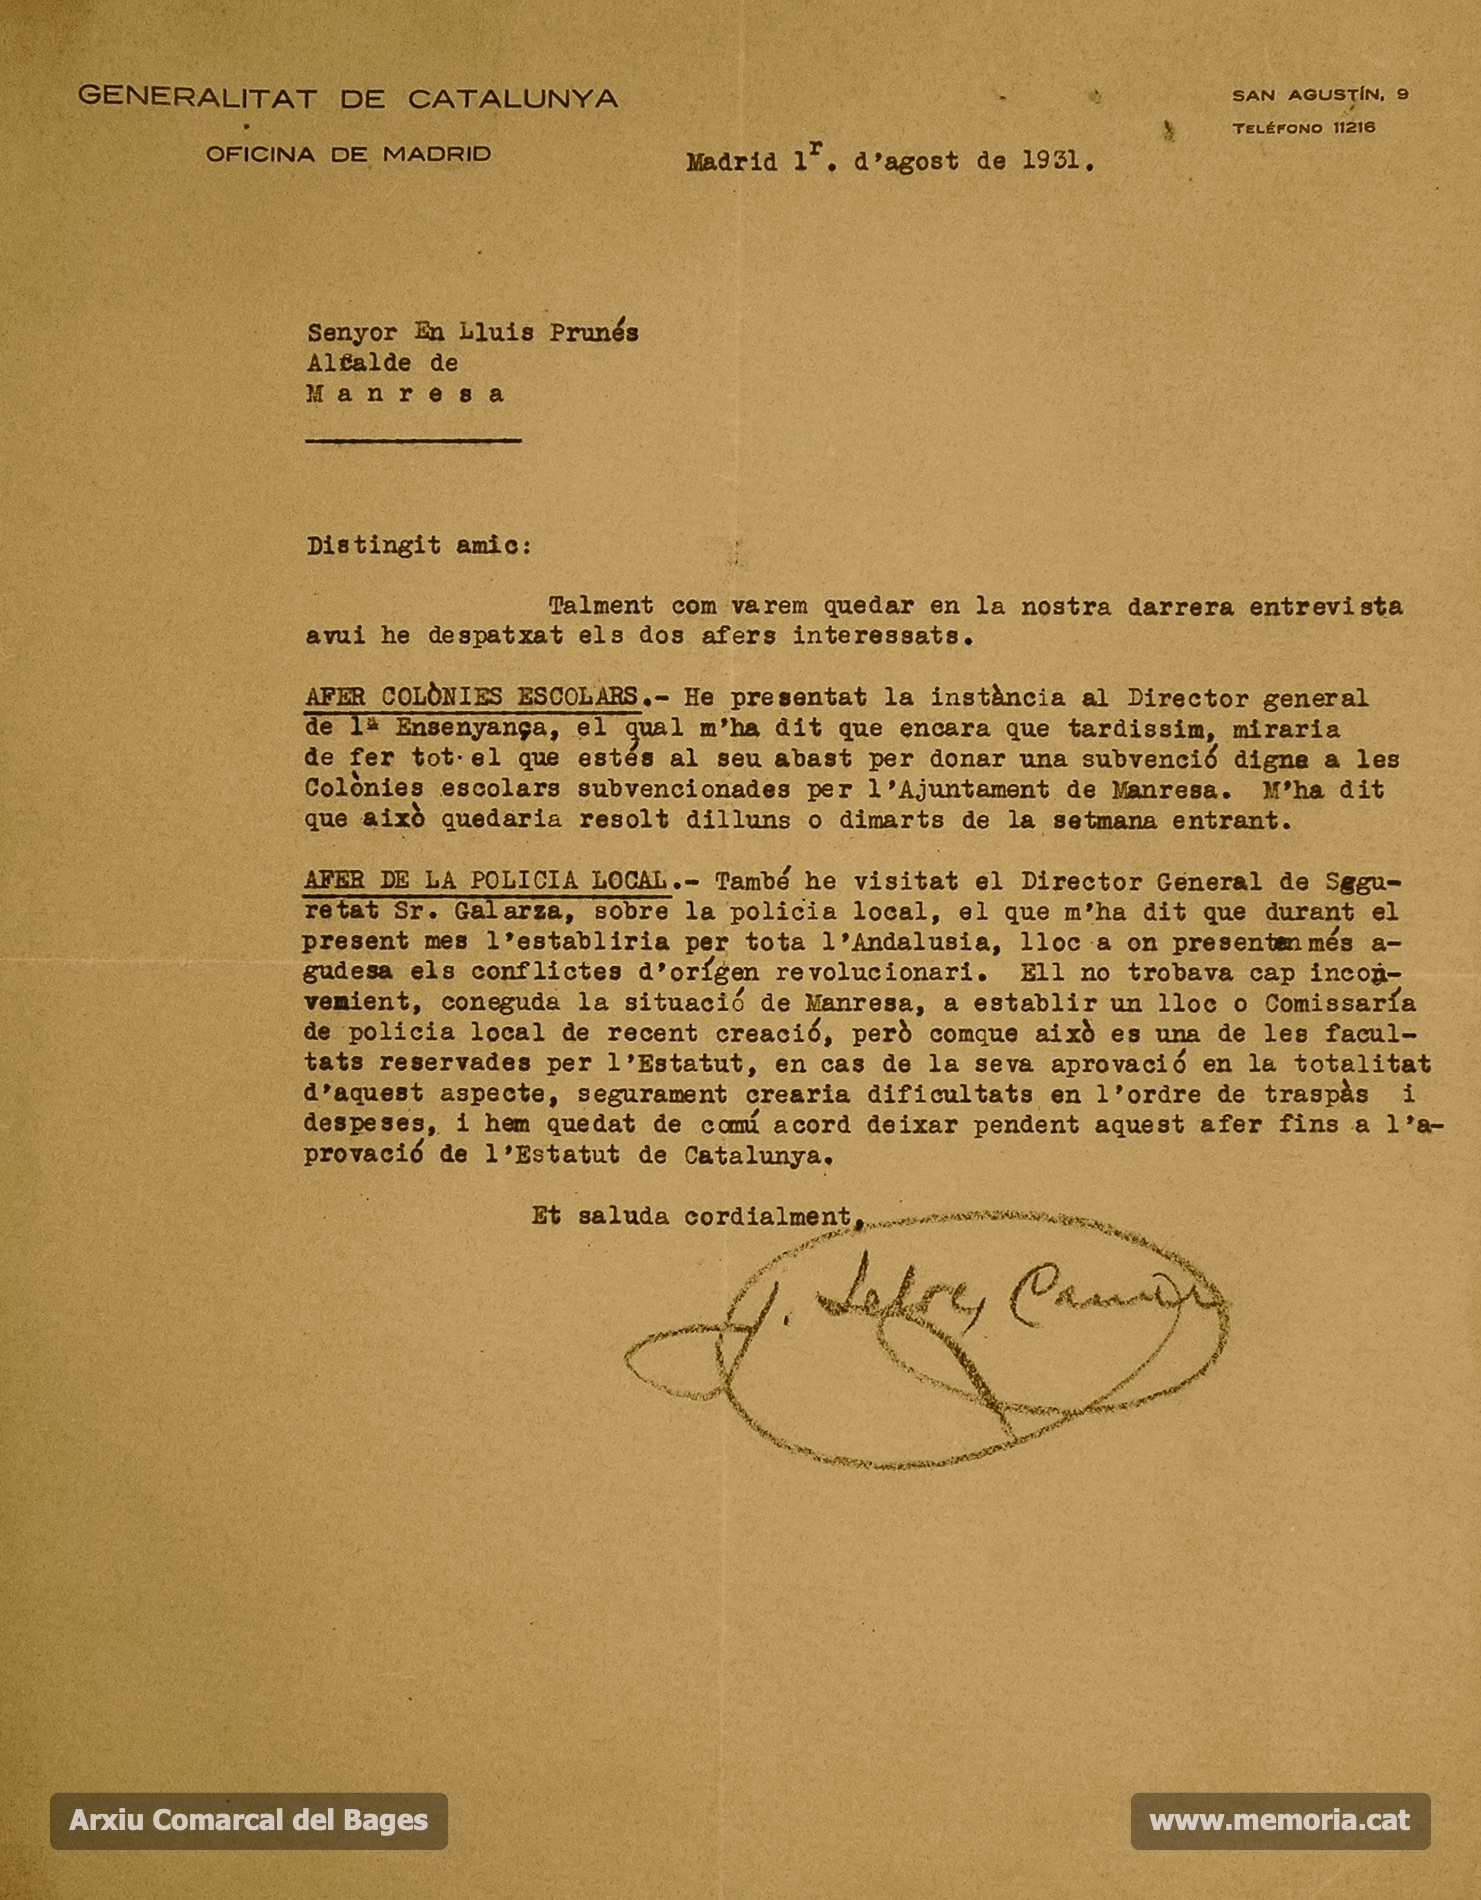 GENERALITAT DE CATALUNYA
OFICINA DE MADRID
SAN AGUSTÍN, 9
TELÉFONO 11216
Madrid 1r. d'agost de 1931.
Senyor En Lluis Prunés
Alcalde de
M a n r e s a
Distingit amic:
Talment com varem quedar en la nostra darrera entrevista
avui he despatxat els dos afers interessats.
AFER COLÒNIES ESCOLARS.- He presentat la instància al Director general
de 1ª Ensenyança, el qual m'ha dit que encara que tardissim, miraria
de fer tot el que estés al seu abast per donar una subvenció digna a les
Colònies escolars subvencionades per l'Ajuntament de Manresa. M'ha dit
que això quedaria resolt dilluns o dimarts de la setmana entrant.
AFER DE LA POLICIA LOCAL.- També he visitat el Director General de Seggu-
retat Sr. Galarza, sobre la policia local, el que m'ha dit que durant el
present mes l'establiria per tota l'Andalusia, lloc a on presenten més a-
gudesa els conflictes d'orígen revolucionari. Ell no trobava cap incon-
venient, coneguda la situació de Manresa, a establir un lloc o Comissaría
de policia local de recent creació, però comque això es una de les facul-
tats reservades per l'Estatut, en cas de la seva aprovació en la totalitat
d'aquest aspecte, segurament crearia dificultats en l'ordre de traspàs i
despeses, i hem quedat de comú acord deixar pendent aquest afer fins a l'a-
provació de l'Estatut de Catalunya.
Et saluda cordialment,
J. Selves Carner
Arxiu Comarcal del Bages
www.memoria.cat